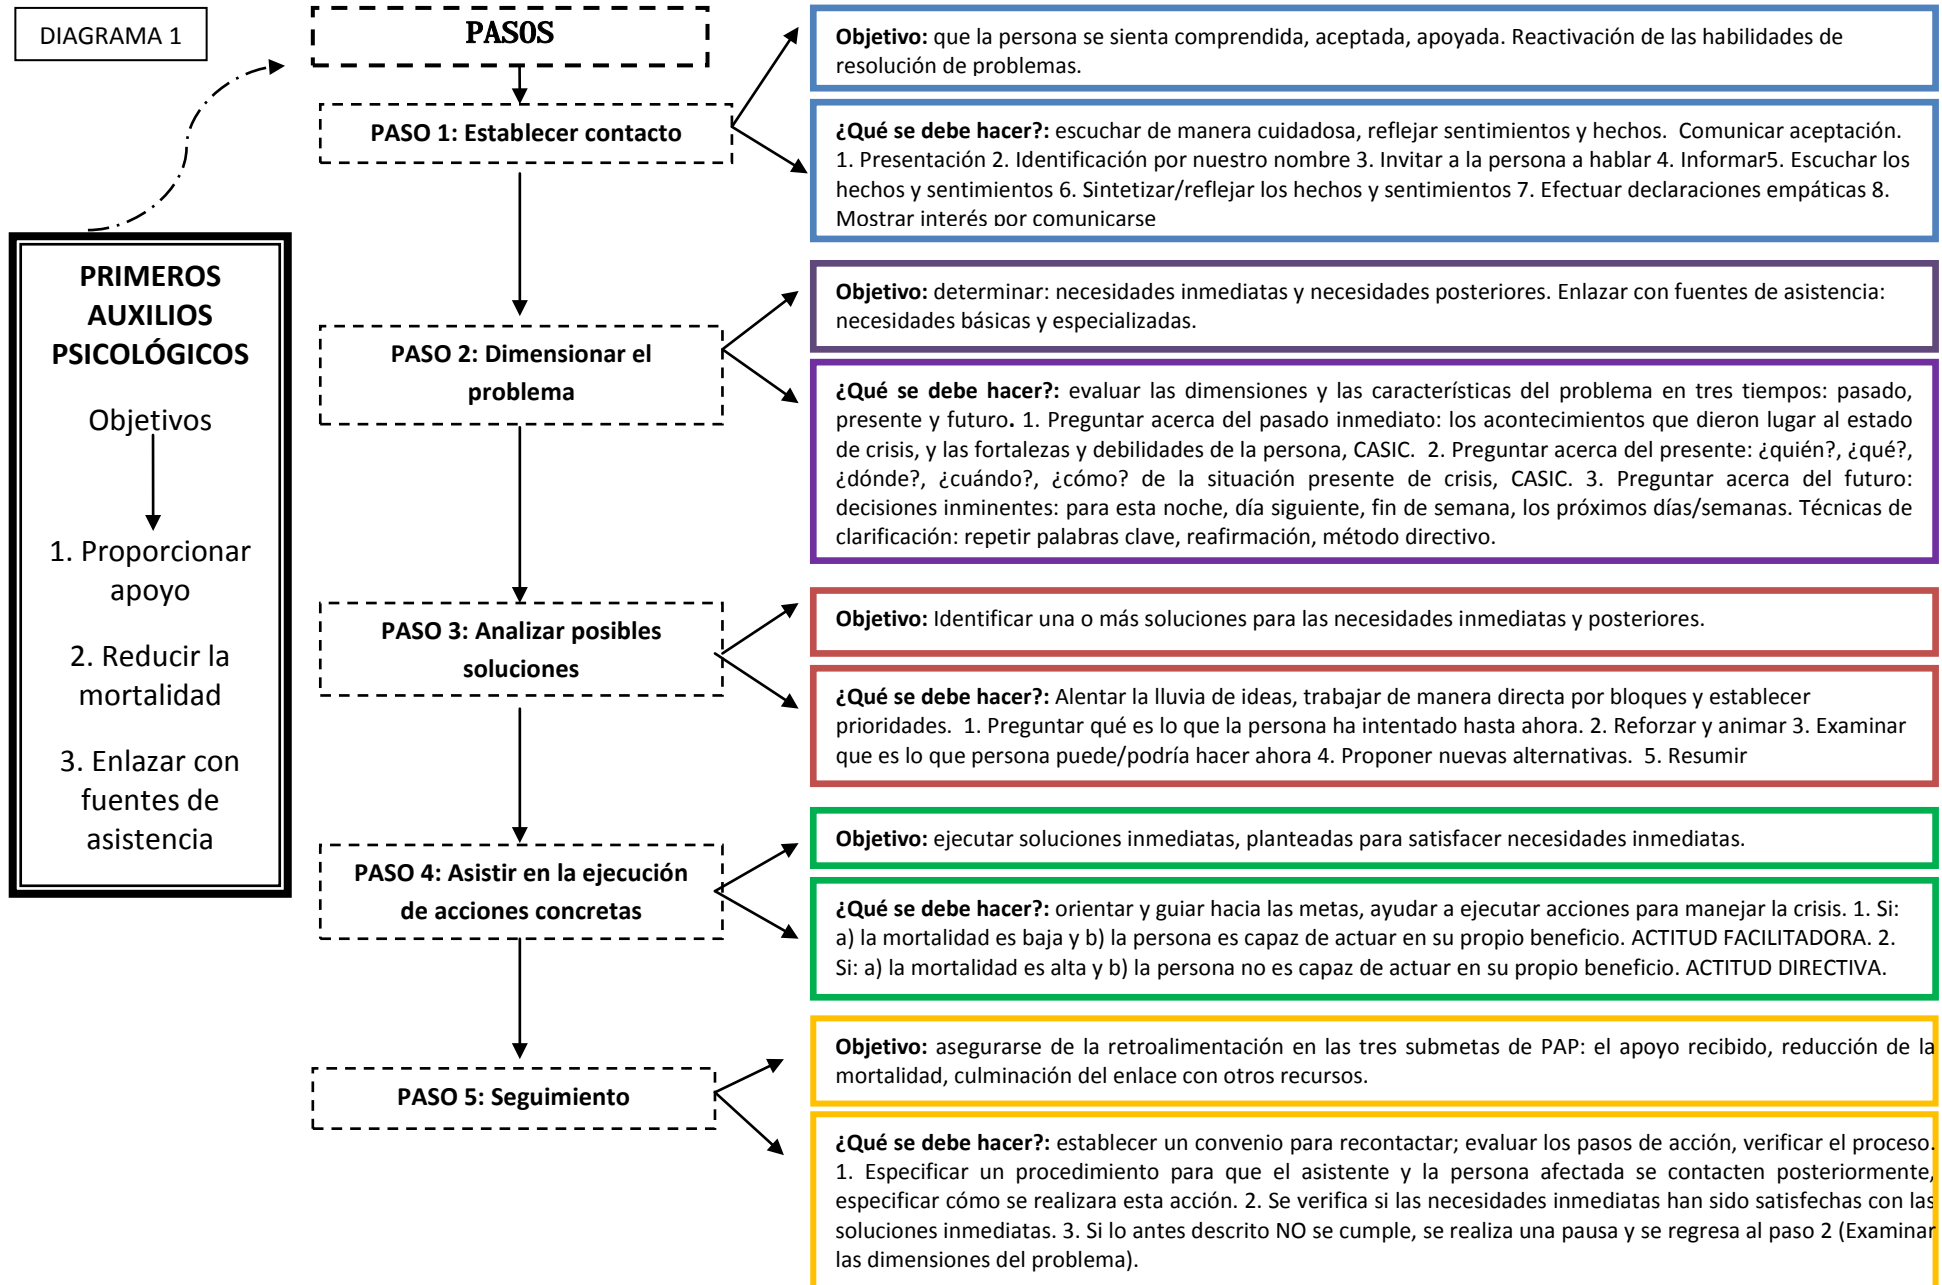 DIAGRAMA 1
PRIMEROS
AUXILIOS
PSICOLÓGICOS
Objetivos
1. Proporcionar
apoyo
2. Reducir la
mortalidad
3. Enlazar con
fuentes de
asistencia
PASOS
PASO 1: Establecer contacto
Objetivo: que la persona se sienta comprendida, aceptada, apoyada. Reactivación de las habilidades de
resolución de problemas.
¿Qué se debe hacer?: escuchar de manera cuidadosa, reflejar sentimientos y hechos. Comunicar aceptación.
1. Presentación 2. Identificación por nuestro nombre 3. Invitar a la persona a hablar 4. Informar5. Escuchar los
hechos y sentimientos 6. Sintetizar/reflejar los hechos y sentimientos 7. Efectuar declaraciones empáticas 8.
Mostrar interés por comunicarse
PASO 2: Dimensionar el
problema
Objetivo: determinar: necesidades inmediatas y necesidades posteriores. Enlazar con fuentes de asistencia:
necesidades básicas y especializadas.
¿Qué se debe hacer?: evaluar las dimensiones y las características del problema en tres tiempos: pasado,
presente y futuro. 1. Preguntar acerca del pasado inmediato: los acontecimientos que dieron lugar al estado
de crisis, y las fortalezas y debilidades de la persona, CASIC. 2. Preguntar acerca del presente: ¿quién?, ¿qué?,
¿dónde?, ¿cuándo?, ¿cómo? de la situación presente de crisis, CASIC. 3. Preguntar acerca del futuro:
decisiones inminentes: para esta noche, día siguiente, fin de semana, los próximos días/semanas. Técnicas de
clarificación: repetir palabras clave, reafirmación, método directivo.
PASO 3: Analizar posibles
soluciones
Objetivo: Identificar una o más soluciones para las necesidades inmediatas y posteriores.
¿Qué se debe hacer?: Alentar la lluvia de ideas, trabajar de manera directa por bloques y establecer
prioridades. 1. Preguntar qué es lo que la persona ha intentado hasta ahora. 2. Reforzar y animar 3. Examinar
que es lo que persona puede/podría hacer ahora 4. Proponer nuevas alternativas. 5. Resumir
PASO 4: Asistir en la ejecución
de acciones concretas
Objetivo: ejecutar soluciones inmediatas, planteadas para satisfacer necesidades inmediatas.
¿Qué se debe hacer?: orientar y guiar hacia las metas, ayudar a ejecutar acciones para manejar la crisis. 1. Si:
a) la mortalidad es baja y b) la persona es capaz de actuar en su propio beneficio. ACTITUD FACILITADORA. 2.
Si: a) la mortalidad es alta y b) la persona no es capaz de actuar en su propio beneficio. ACTITUD DIRECTIVA.
PASO 5: Seguimiento
Objetivo: asegurarse de la retroalimentación en las tres submetas de PAP: el apoyo recibido, reducción de la
mortalidad, culminación del enlace con otros recursos.
¿Qué se debe hacer?: establecer un convenio para recontactar; evaluar los pasos de acción, verificar el proceso.
1. Especificar un procedimiento para que el asistente y la persona afectada se contacten posteriormente,
especificar cómo se realizara esta acción. 2. Se verifica si las necesidades inmediatas han sido satisfechas con las
soluciones inmediatas. 3. Si lo antes descrito NO se cumple, se realiza una pausa y se regresa al paso 2 (Examinar
las dimensiones del problema).